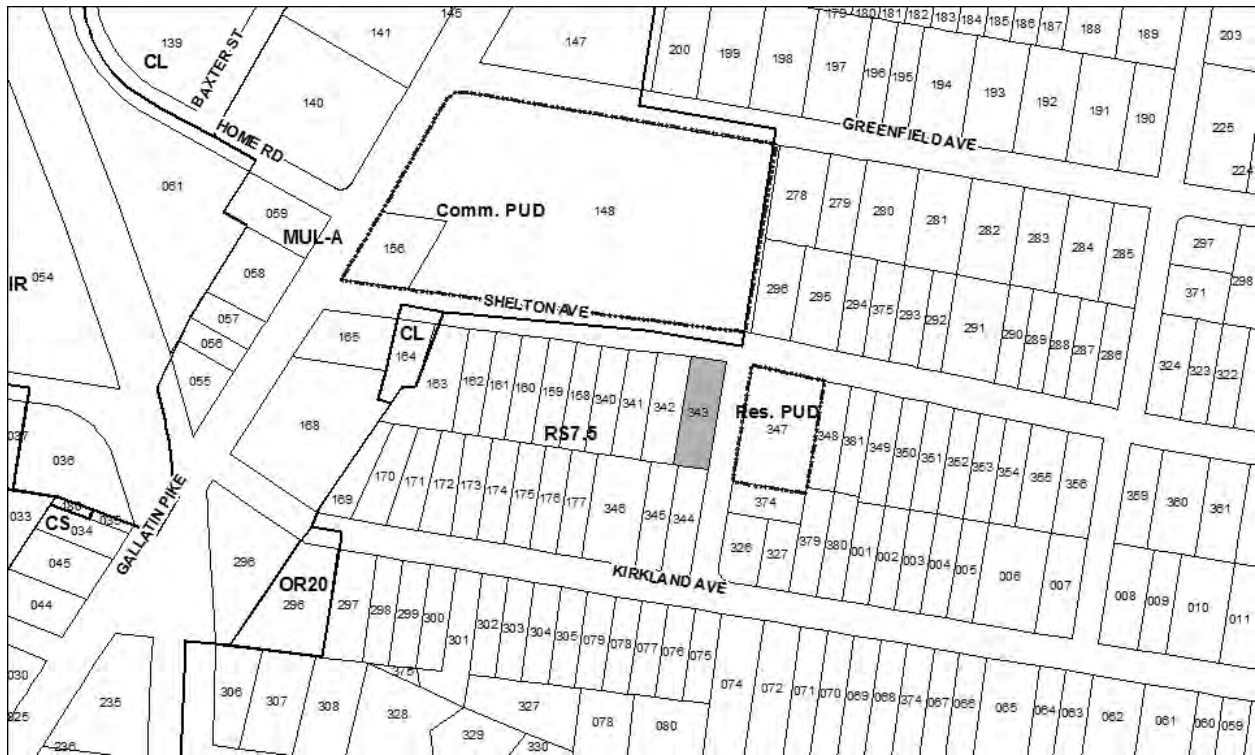 179 180 181 182 183 184 185 186 187 188 189 203
139 CL BAXTER ST 141 145 147 200 199 198 197 196 195 194 193 192 191 190 225 224
140 HOME RD GREENFIELD AVE
061 059 MUL-A Comm. PUD 148 156 278 279 280 281 282 283 284 285 297 298 371
IR 054 058 057 056 055 SHELTON AVE 296 295 294 375 293 292 291 290 289 288 287 286 324 323 322
165 CL 164 163 162 161 160 159 158 340 341 342 343 Res. PUD 347 348 381 349 350 351 352 353 354 355 356 359 360 361
168 RS7.5
037 036 169 170 171 172 173 174 175 176 177 346 345 344 374
033 CS 034 035 045 044 GALLATIN PIKE
326 327 379 380 001 002 003 004 005 006 007 008 009 010 011
KIRKLAND AVE
296 OR20 296 297 298 299 300 301 302 303 304 305 079 078 077 076 075
030 235 306 307 308 328 327 078 080 074 072 071 070 069 068 374 067 066 065 064 063 062 061 060 059
236 329 330